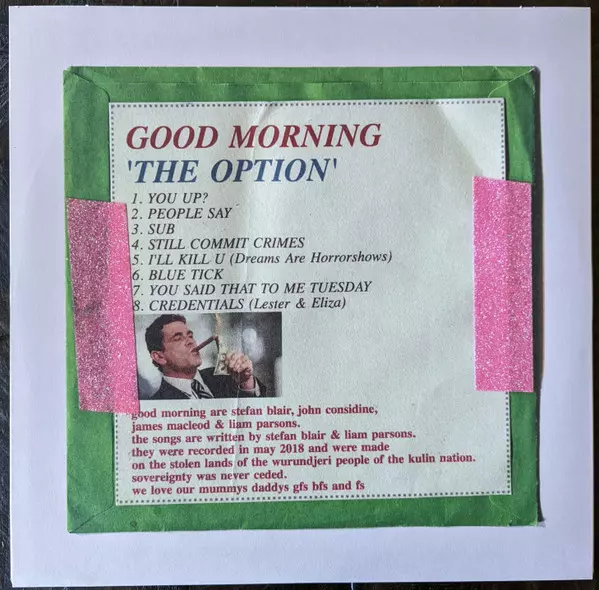 GOOD MORNING
'THE OPTION'
1. YOU UP?
2. PEOPLE SAY
3. SUB
4. STILL COMMIT CRIMES
5. I'LL KILL U (Dreams Are Horrorshows)
6. BLUE TICK
7. YOU SAID THAT TO ME TUESDAY
8. CREDENTIALS (Lester & Eliza)
good morning are stefan blair, john considine,
james macleod & liam parsons.
the songs are written by stefan blair & liam parsons.
they were recorded in may 2018 and were made
on the stolen lands of the wurundjeri people of the kulin nation.
sovereignty was never ceded.
we love our mummys daddys gfs bfs and fs